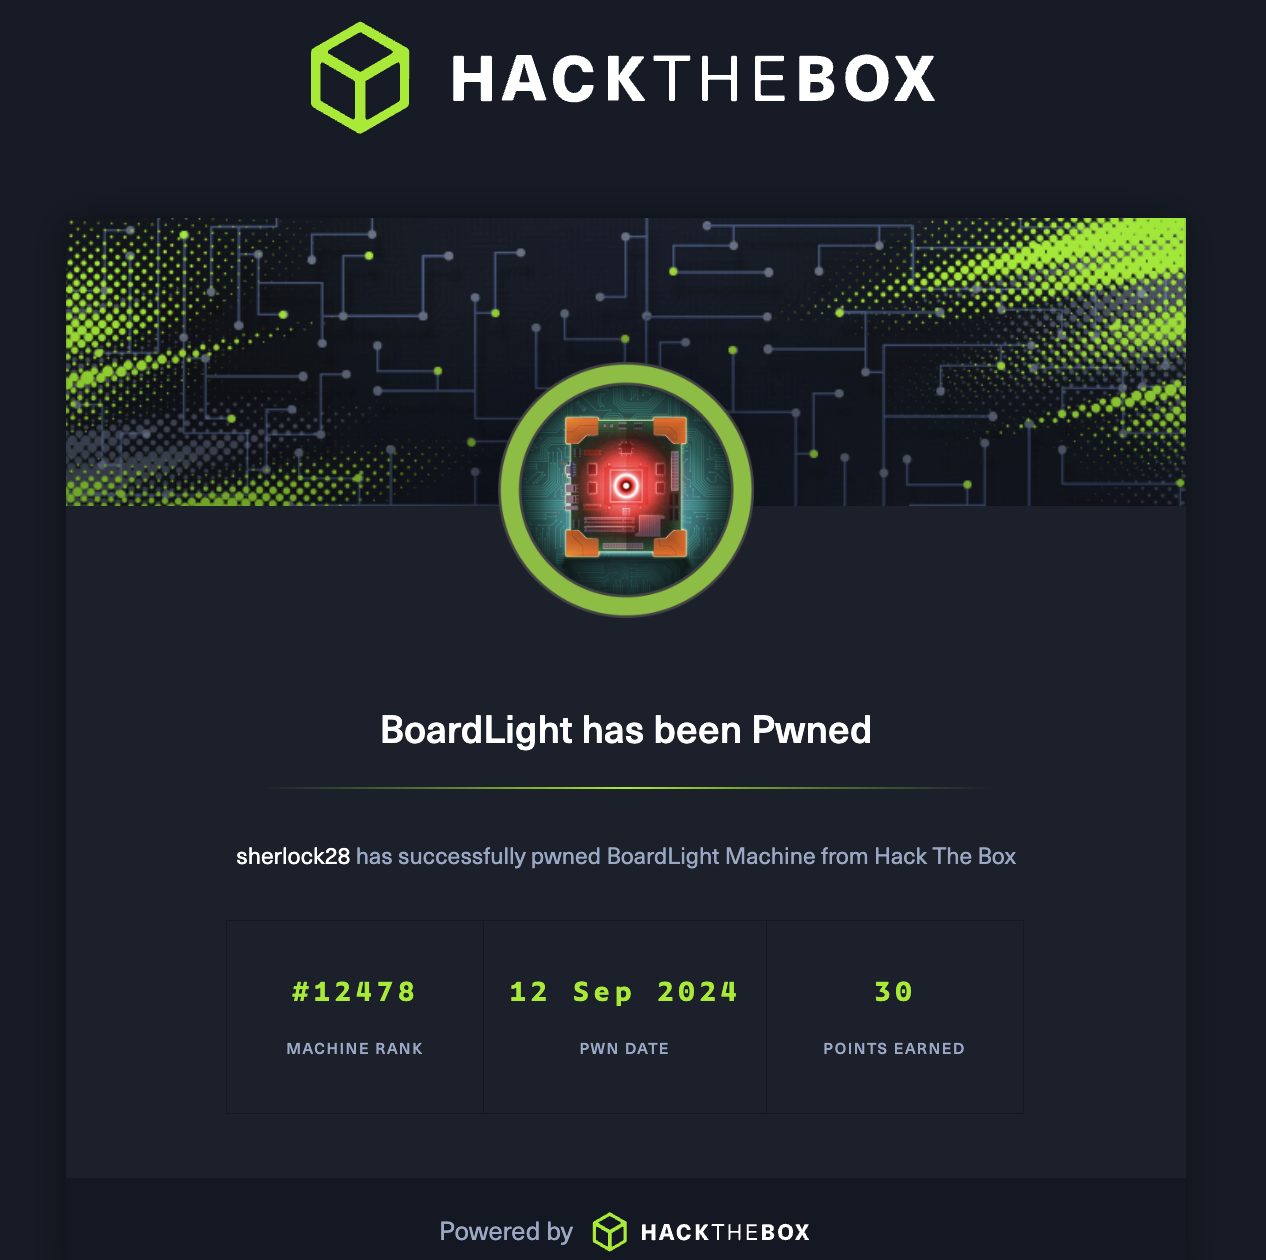 HACKTHEBOX
BoardLight has been Pwned
sherlock28 has successfully pwned BoardLight Machine from Hack The Box
#12478 12 Sep 2024 30
MACHINE RANK PWN DATE POINTS EARNED
Powered by HACKTHEBOX